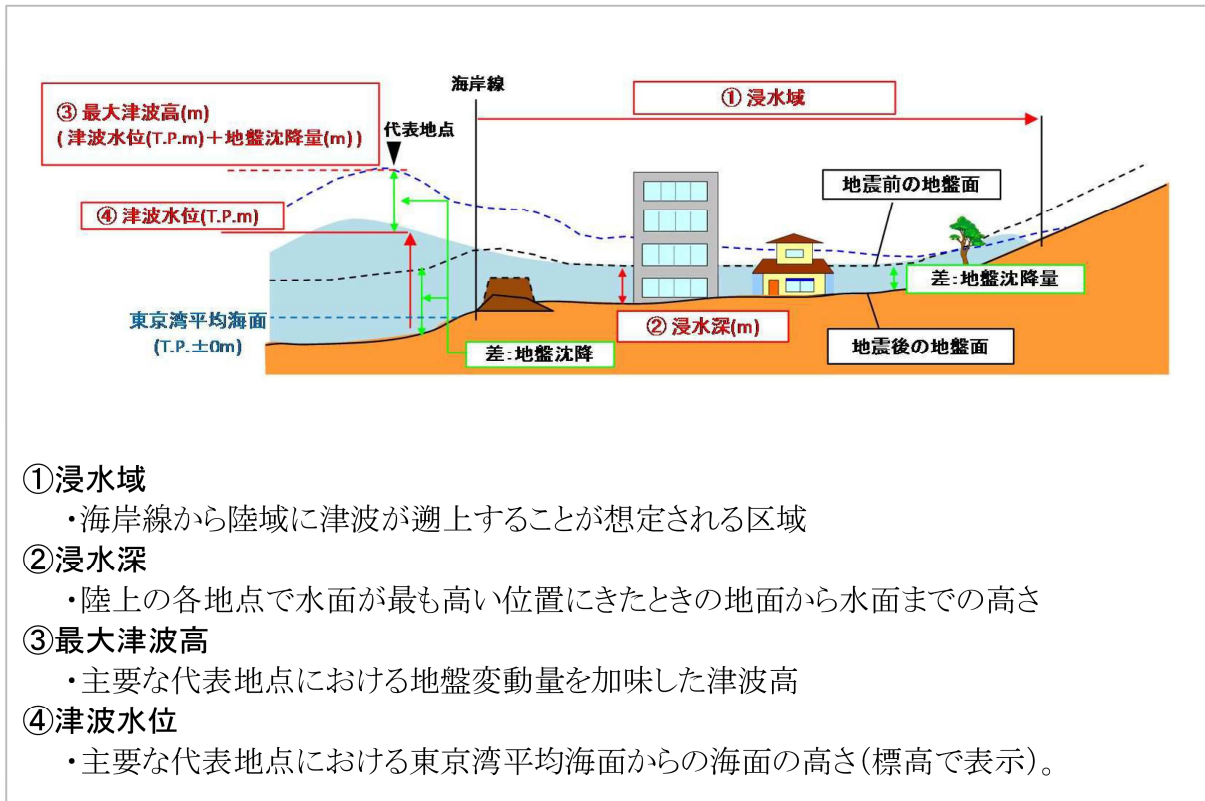 海岸線
① 浸水域
③ 最大津波高(m)
( 津波水位(T.P.m)＋地盤沈降量(m) )
代表地点
地震前の地盤面
④ 津波水位(T.P.m)
差:地盤沈降量
東京湾平均海面
(T.P.±0m)
② 浸水深(m)
差:地盤沈降
地震後の地盤面
①浸水域
・海岸線から陸域に津波が遡上することが想定される区域
②浸水深
・陸上の各地点で水面が最も高い位置にきたときの地面から水面までの高さ
③最大津波高
・主要な代表地点における地盤変動量を加味した津波高
④津波水位
・主要な代表地点における東京湾平均海面からの海面の高さ(標高で表示)。